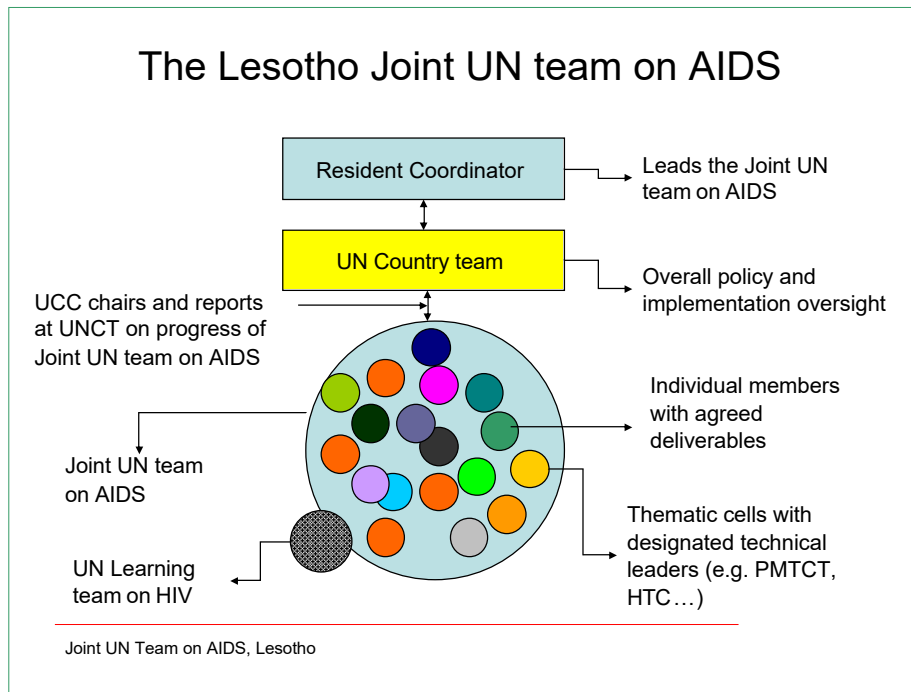 The Lesotho Joint UN team on AIDS
Resident Coordinator
Leads the Joint UN
team on AIDS
UN Country team
Overall policy and
implementation oversight
UCC chairs and reports
at UNCT on progress of
Joint UN team on AIDS
Individual members
with agreed
deliverables
Joint UN team
on AIDS
Thematic cells with
designated technical
leaders (e.g. PMTCT,
HTC…)
UN Learning
team on HIV
Joint UN Team on AIDS, Lesotho